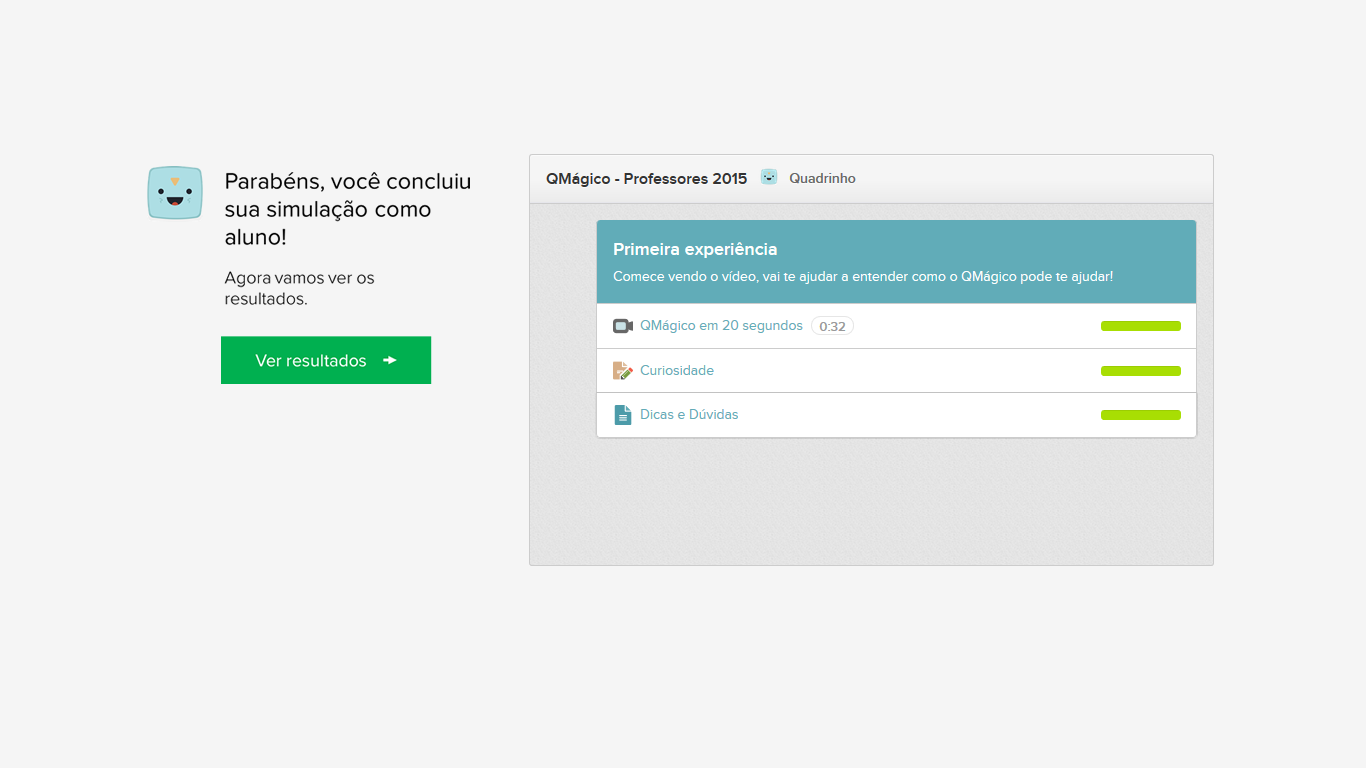 Parabéns, você concluiu
sua simulação como
aluno!
Agora vamos ver os
resultados.
Ver resultados
QMágico - Professores 2015 Quadrinho
Primeira experiência
Comece vendo o vídeo, vai te ajudar a entender como o QMágico pode te ajudar!
QMágico em 20 segundos 0:32
Curiosidade
Dicas e Dúvidas